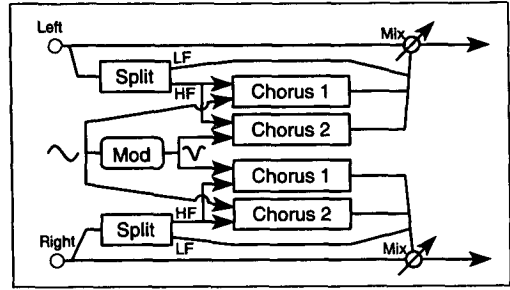 Left
Mix
LF
Split
HF
Chorus 1
Chorus 2
Mod
Chorus 1
HF
Chorus 2
Split
LF
Right
Mix